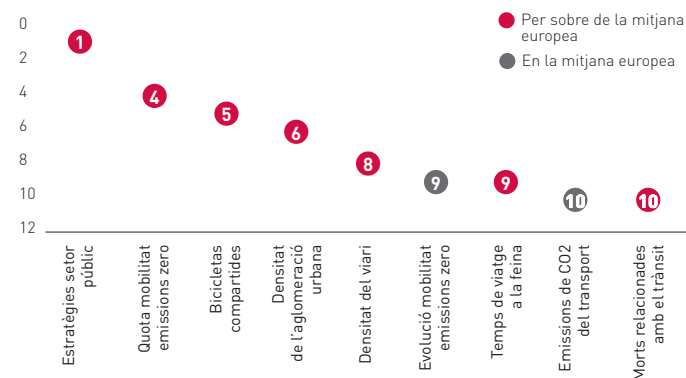 0
2
4
6
8
10
12
Per sobre de la mitjana
europea
En la mitjana europea
1
4
5
6
8
9
9
10
10
Estratègies setor
públic
Quota mobilitat
emissions zero
Bicicletas
compartides
Densitat
de l'aglomeració
urbana
Densitat del viari
Evolució mobilitat
emissions zero
Temps de viatge
a la feina
Emissions de CO2
del transport
Morts relacionades
amb el trànsit